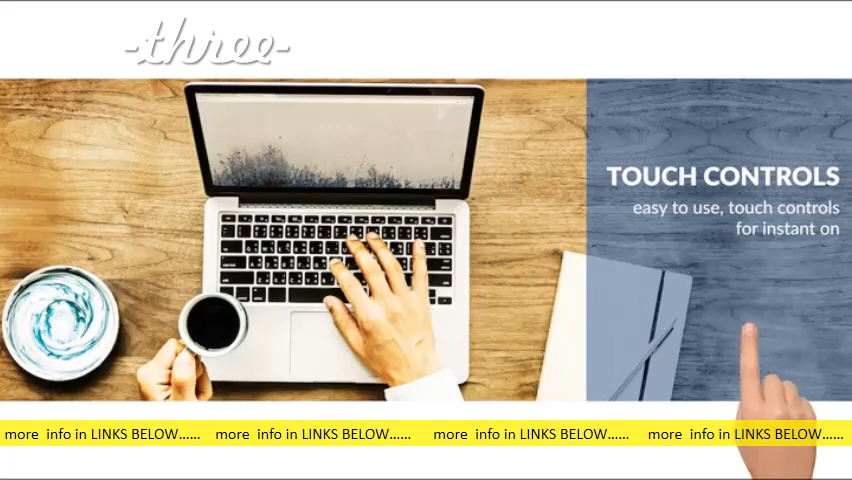 -three-
TOUCH CONTROLS
easy to use, touch controls
for instant on
more  info in LINKS BELOW......   more  info in LINKS BELOW......   more  info in LINKS BELOW......   more  info in LINKS BELOW......